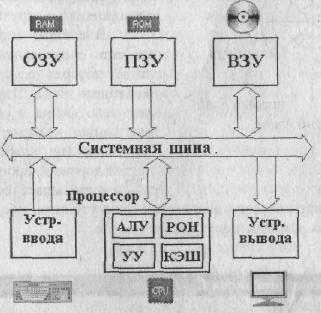 RAM ROM
ОЗУ ПЗУ ВЗУ
Системная шина
Процессор
Устр. ввода
АЛУ РОН
УУ КЭШ
Устр. вывода
CPU